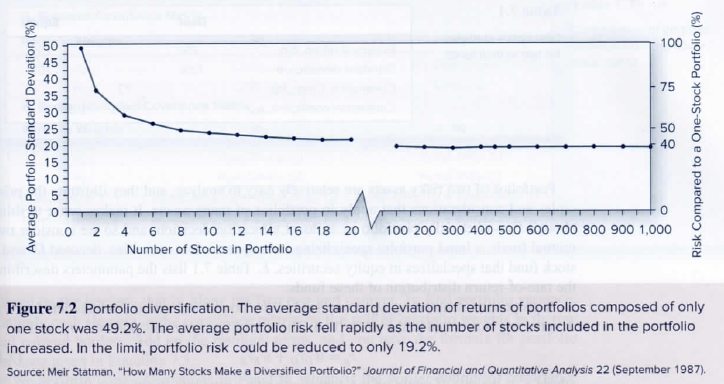 Average Portfolio Standard Deviation (%)
50
45
40
35
30
25
20
15
10
5
0
100
75
50
40
0
Risk Compared to a One-Stock Portfolio (%)
0 2 4 6 8 10 12 14 16 18 20 100 200 300 400 500 600 700 800 900 1,000
Number of Stocks in Portfolio
Figure 7.2 Portfolio diversification. The average standard deviation of returns of portfolios composed of only
one stock was 49.2%. The average portfolio risk fell rapidly as the number of stocks included in the portfolio
increased. In the limit, portfolio risk could be reduced to only 19.2%.
Source: Meir Statman, "How Many Stocks Make a Diversified Portfolio?" Journal of Financial and Quantitative Analysis 22 (September 1987).